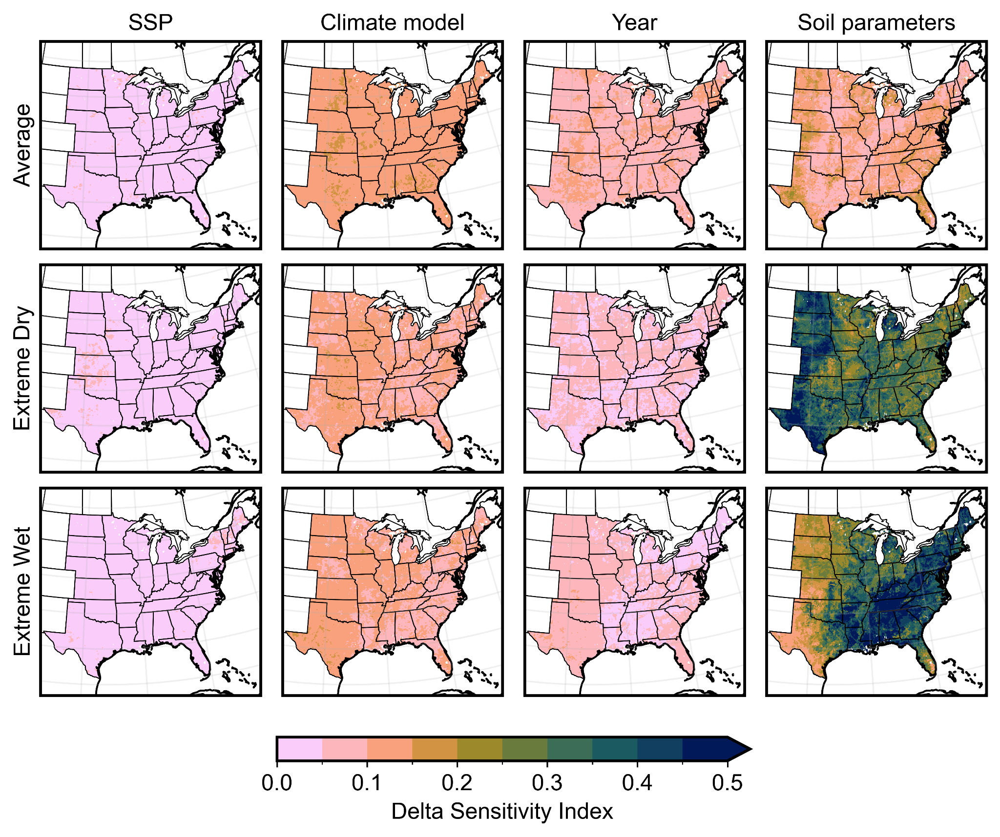 SSP Climate model Year Soil parameters
Average
Extreme Dry
Extreme Wet
0.0 0.1 0.2 0.3 0.4 0.5
Delta Sensitivity Index